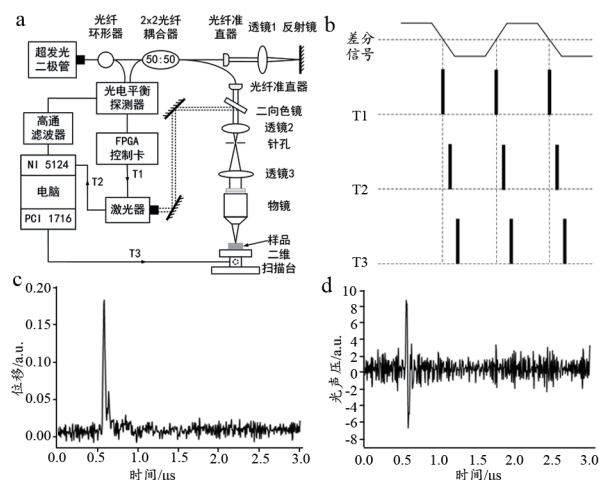 a
光纤
环形器
2x2光纤
耦合器
光纤准
直器
透镜1 反射镜
超发光
二极管
50:50
光电平衡
探测器
光纤准直器
二向色镜
高通
滤波器
FPGA
控制卡
透镜2
针孔
NI 5124
T2
T1
透镜3
电脑
激光器
物镜
PCI 1716
样品
二维
扫描台
T3
b
差分
信号
T1
T2
T3
c
0.20
0.15
0.10
0.05
0.00
位移/a.u.
0.0 0.5 1.0 1.5 2.0 2.5 3.0
时间/μs
d
10
8
6
4
2
0
-2
-4
-6
-8
光声压/a.u.
0.0 0.5 1.0 1.5 2.0 2.5 3.0
时间/μs